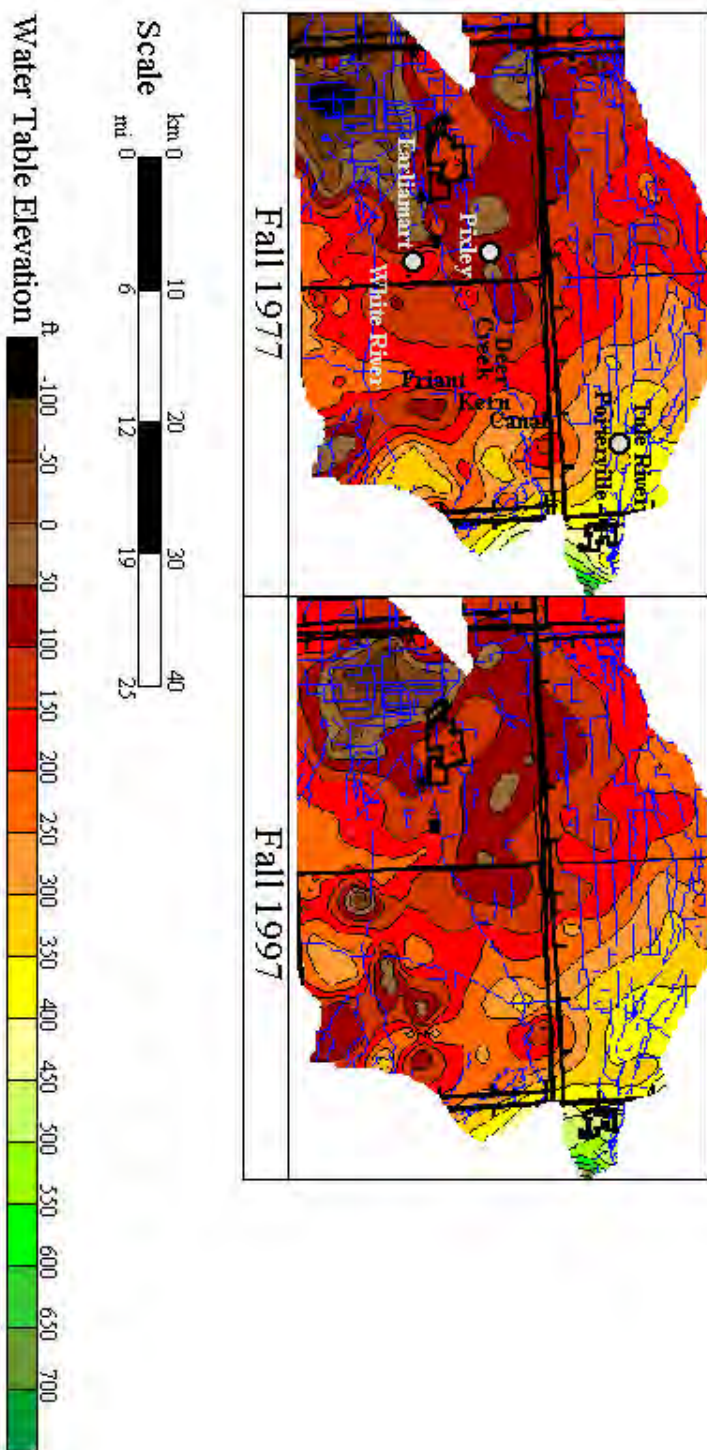 Tule River
Porterville
Deer
Creek
Pixley
Canal
Kern
Friant
Earlimart
White River
Fall 1977
Fall 1997
Scale
km 0 10 20 30 40
mi 0 6 12 19 25
Water Table Elevation
ft -100 -50 0 50 100 150 200 250 300 350 400 450 500 550 600 650 700